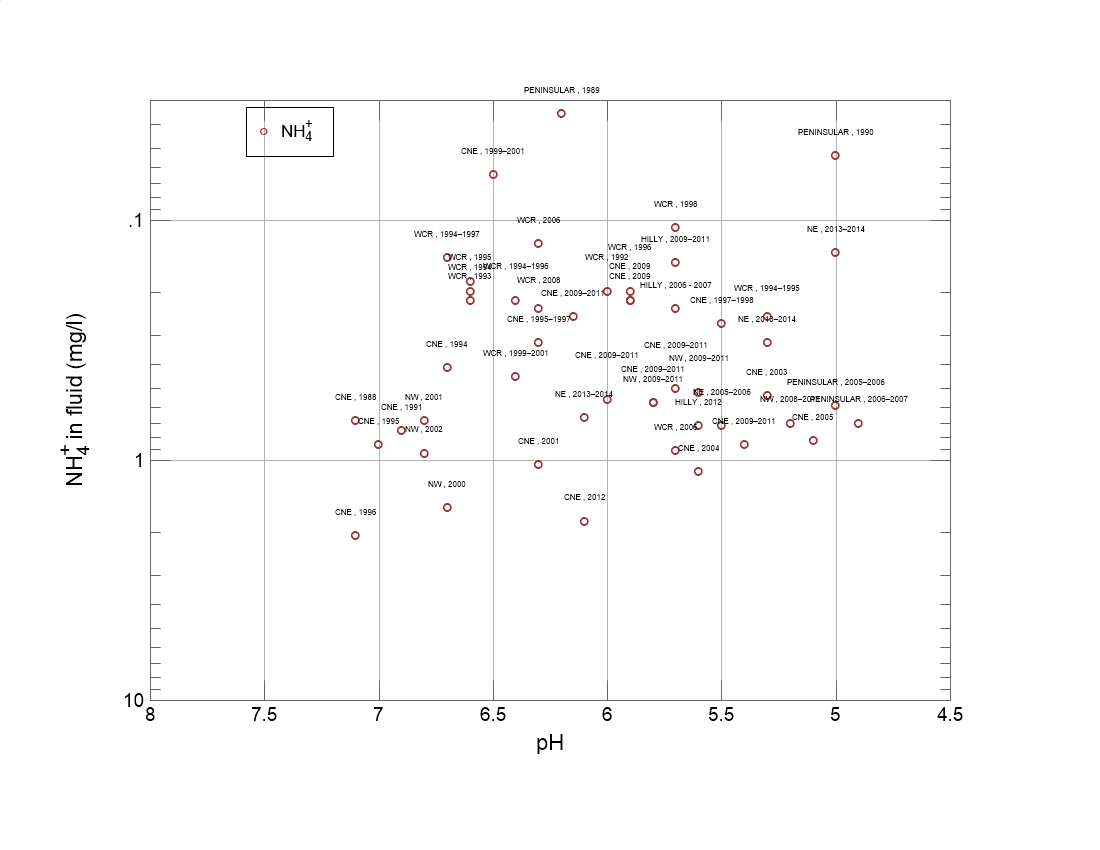 PENINSULAR , 1989
NH4+
PENINSULAR , 1990
CNE , 1999–2001
WCR , 1998
.1
WCR , 2006
NE , 2013–2014
WCR , 1994–1997
HILLY , 2009–2011
WCR , 1996
WCR , 1995
WCR , 1992
WCR , 1994–1996
CNE , 2009
WCR , 1993
CNE , 2009
WCR , 2008
HILLY , 2006 - 2007
WCR , 1994–1995
CNE , 2009–2011
CNE , 1997–1998
CNE , 1995–1997
NE , 2013–2014
CNE , 1994
CNE , 2009–2011
WCR , 1999–2001
CNE , 2009–2011
NW , 2009–2011
CNE , 2009–2011
CNE , 2003
NW , 2009–2011
PENINSULAR , 2005–2006
NE , 2013–2014
NE , 2005–2006
CNE , 1988
NW , 2001
HILLY , 2012
NW , 2008–2011
PENINSULAR , 2006–2007
CNE , 1991
CNE , 2005
CNE , 1995
CNE , 2009–2011
NW , 2002
WCR , 2005
CNE , 2001
CNE , 2004
1
NW , 2000
CNE , 2012
CNE , 1996
10
8 7.5 7 6.5 6 5.5 5 4.5
pH
NH4+ in fluid (mg/l)